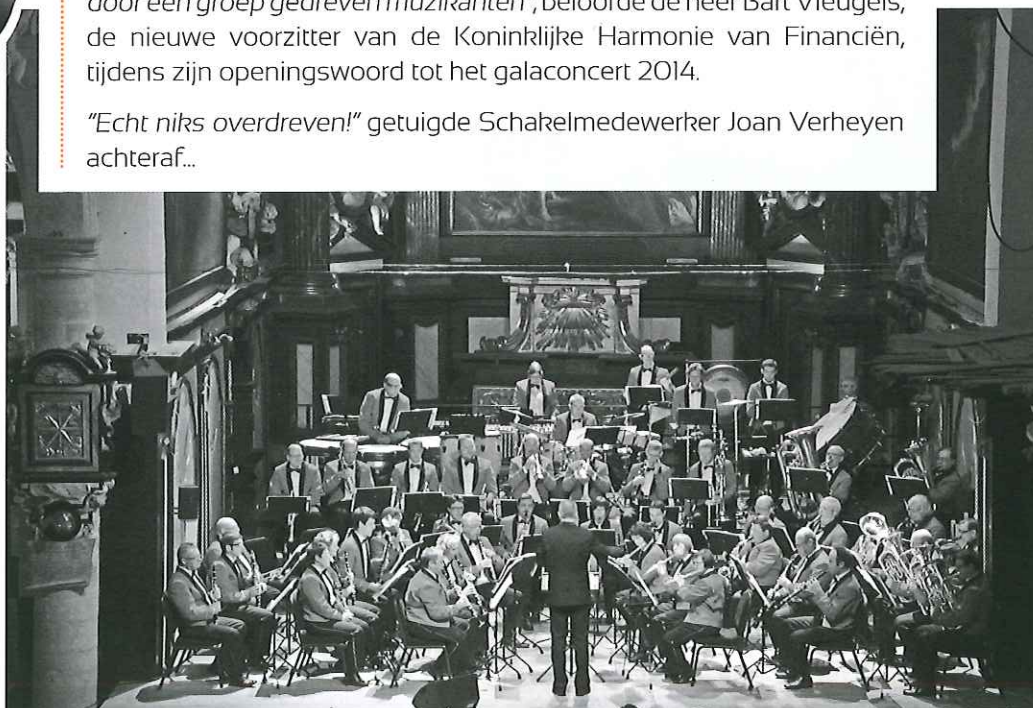 door een groep gedreven muzikanten", beloofde de heer Bart Vleugels,
de nieuwe voorzitter van de Koninklijke Harmonie van Financiën,
tijdens zijn openingswoord tot het galaconcert 2014.
"Echt niks overdreven!" getuigde Schakelmedewerker Joan Verheyen
achteraf...